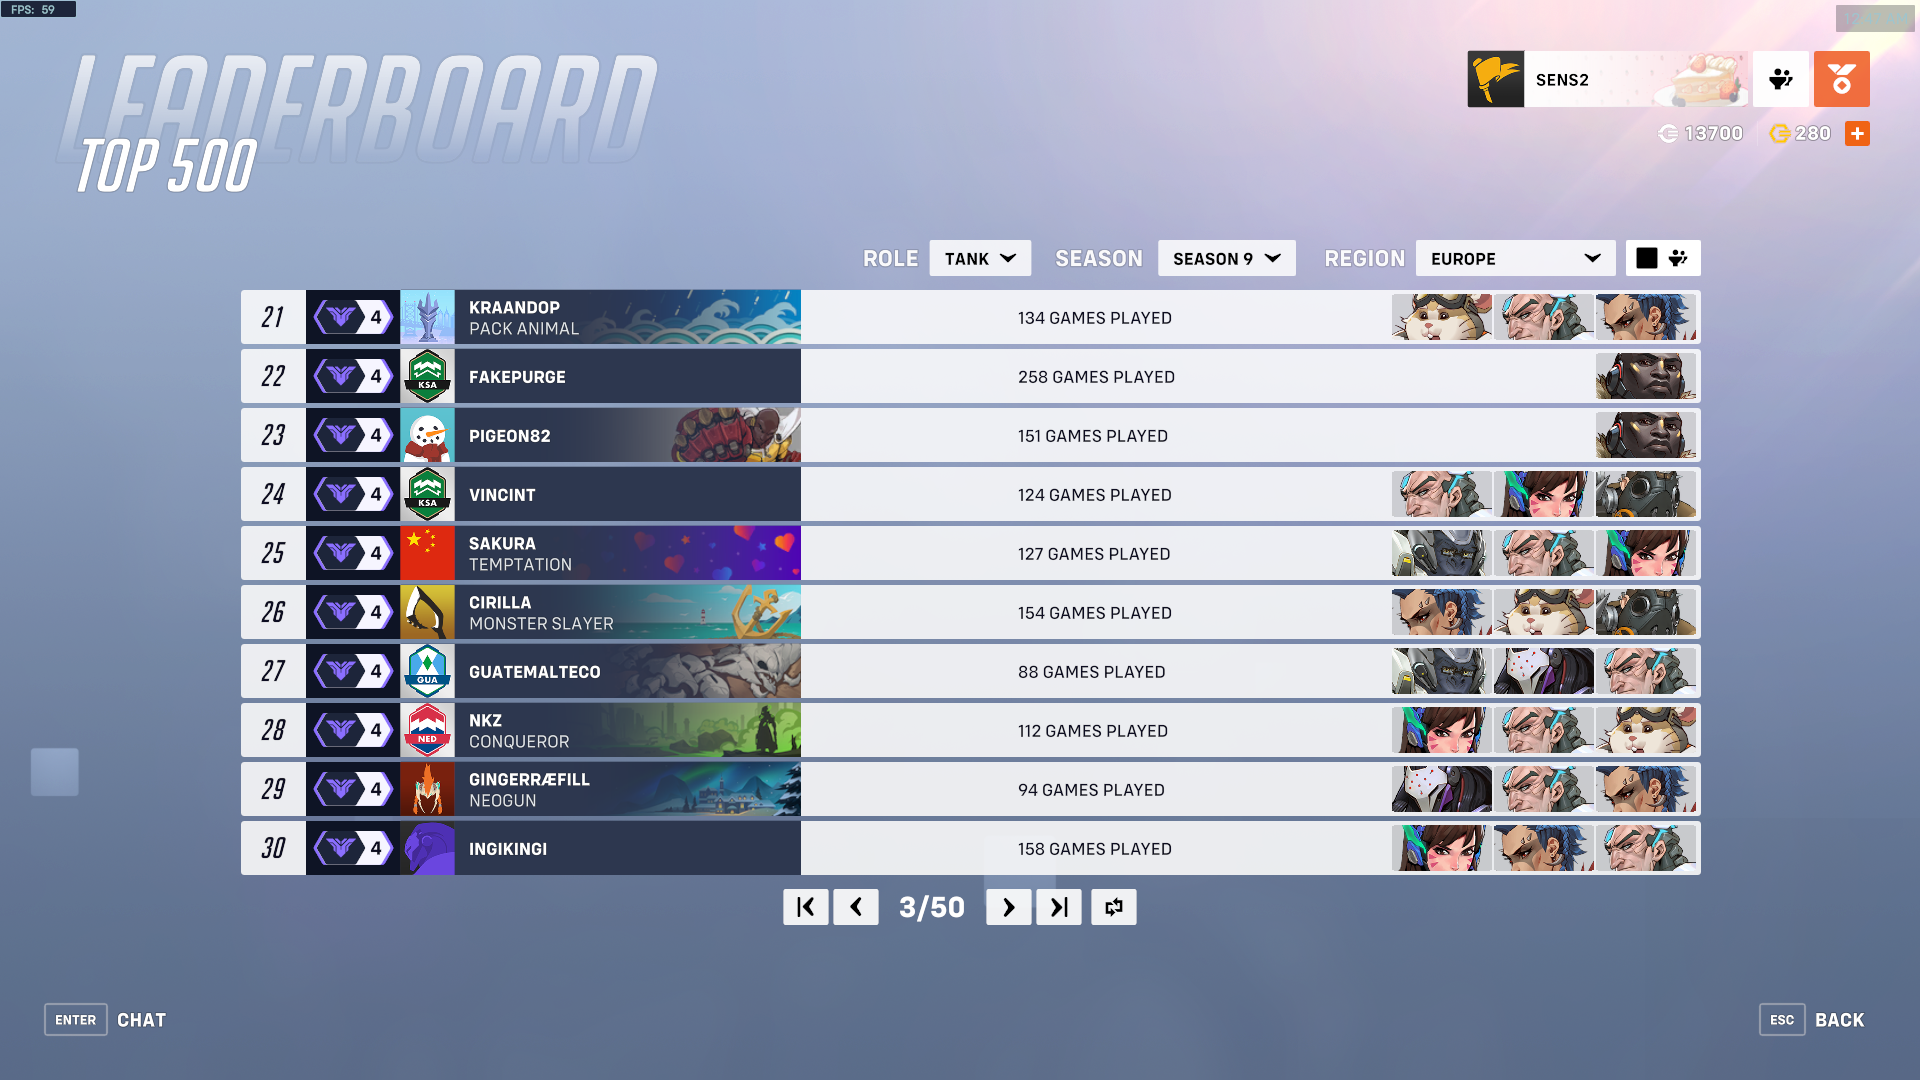 FPS: 59
LEADERBOARD
TOP 500
SENS2
13700 280
ROLE TANK SEASON SEASON 9 REGION EUROPE
21 4 KRAANDOP
PACK ANIMAL
134 GAMES PLAYED
22 4 KSA FAKEPURGE 258 GAMES PLAYED
23 4 PIGEON82 151 GAMES PLAYED
24 4 KSA VINCINT 124 GAMES PLAYED
25 4 SAKURA
TEMPTATION
127 GAMES PLAYED
26 4 CIRILLA
MONSTER SLAYER
154 GAMES PLAYED
27 4 GUA GUATEMALTECO 88 GAMES PLAYED
28 4 NED NKZ
CONQUEROR
112 GAMES PLAYED
29 4 GINGERRÆFILL
NEOGUN
94 GAMES PLAYED
30 4 INGIKINGI 158 GAMES PLAYED
3/50
ENTER CHAT
ESC BACK